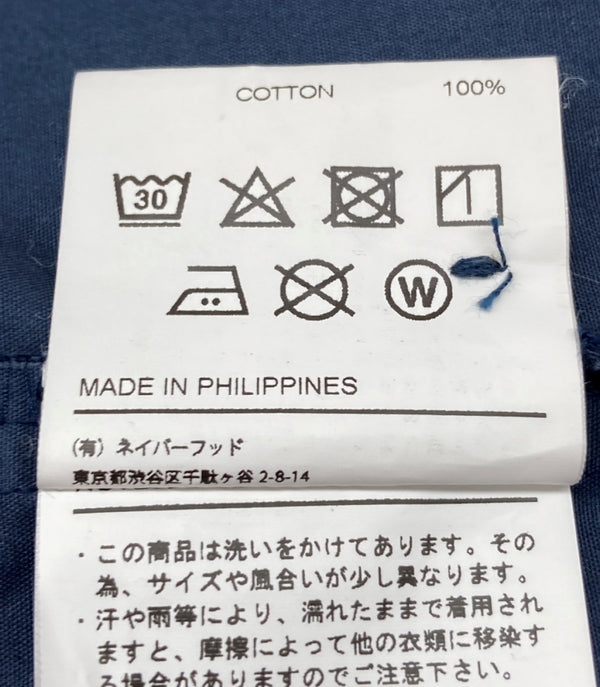 COTTON 100%
30
W
MADE IN PHILIPPINES
(有) ネイバーフッド
東京都渋谷区千駄ヶ谷 2-8-14
・この商品は洗いをかけてあります。その
為、サイズや風合いが少し異なります。
・汗や雨等により、濡れたままで着用され
ますと、摩擦によって他の衣類に移染す
る場合がありますのでご注意下さい。